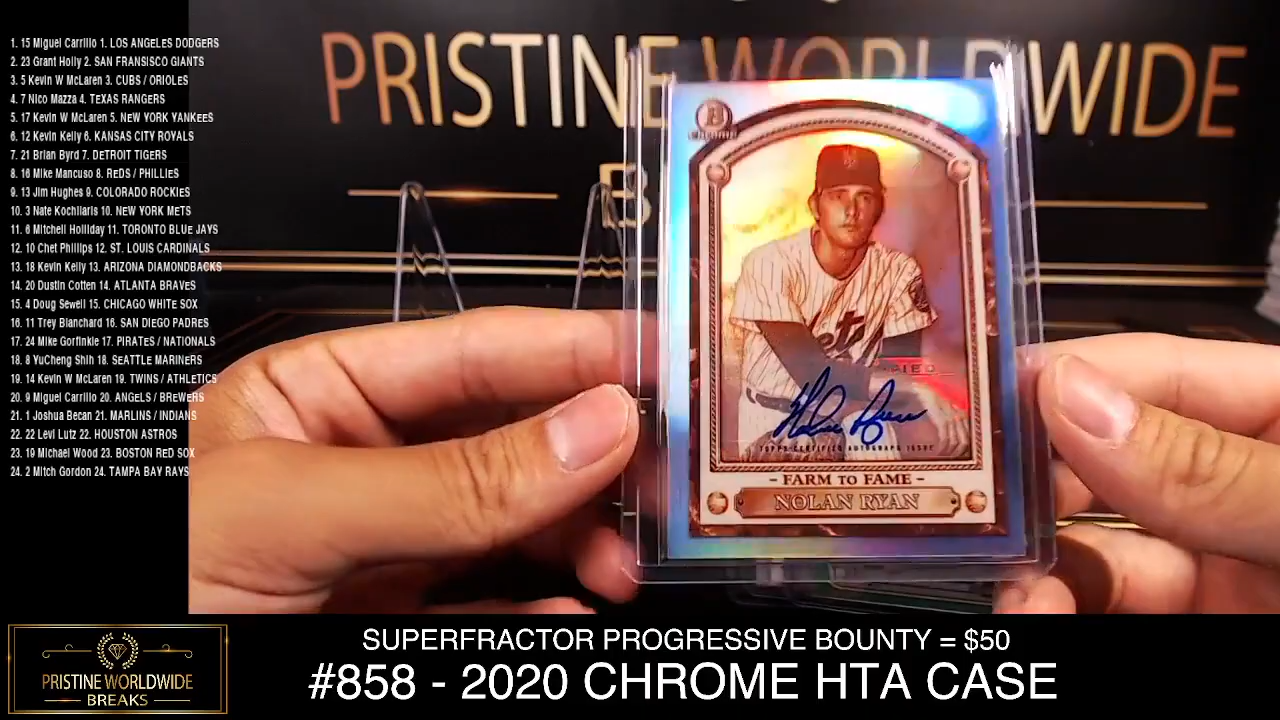 1. 15 Miguel Carrillo 1. LOS ANGELES DODGERS
2. 23 Grant Holly 2. SAN FRANSISCO GIANTS
3. 5 Kevin W McLaren 3. CUBS / ORIOLES
4. 7 Nico Mazza 4. TEXAS RANGERS
5. 17 Kevin W McLaren 5. NEW YORK YANKEES
6. 12 Kevin Kelly 6. KANSAS CITY ROYALS
7. 21 Brian Byrd 7. DETROIT TIGERS
8. 16 Mike Mancuso 8. REDS / PHILLIES
9. 13 Jim Hughes 9. COLORADO ROCKIES
10. 3 Nate Kochilaris 10. NEW YORK METS
11. 6 Mitchell Holliday 11. TORONTO BLUE JAYS
12. 10 Chet Phillips 12. ST. LOUIS CARDINALS
13. 18 Kevin Kelly 13. ARIZONA DIAMONDBACKS
14. 20 Dustin Cotten 14. ATLANTA BRAVES
15. 4 Doug Sewell 15. CHICAGO WHITE SOX
16. 11 Trey Blanchard 16. SAN DIEGO PADRES
17. 24 Mike Gorfinkle 17. PIRATES / NATIONALS
18. 8 YuCheng Shih 18. SEATTLE MARINERS
19. 14 Kevin W McLaren 19. TWINS / ATHLETICS
20. 9 Miguel Carrillo 20. ANGELS / BREWERS
21. 1 Joshua Becan 21. MARLINS / INDIANS
22. 22 Levi Lutz 22. HOUSTON ASTROS
23. 19 Michael Wood 23. BOSTON RED SOX
24. 2 Mitch Gordon 24. TAMPA BAY RAYS
PRISTINE WORLDWIDE
B
B
Mets
Nolan Ryan
TOPPS CERTIFIED AUTOGRAPH ISSUE
- FARM TO FAME -
NOLAN RYAN
PRISTINE WORLDWIDE
BREAKS
SUPERFRACTOR PROGRESSIVE BOUNTY = $50
#858 - 2020 CHROME HTA CASE